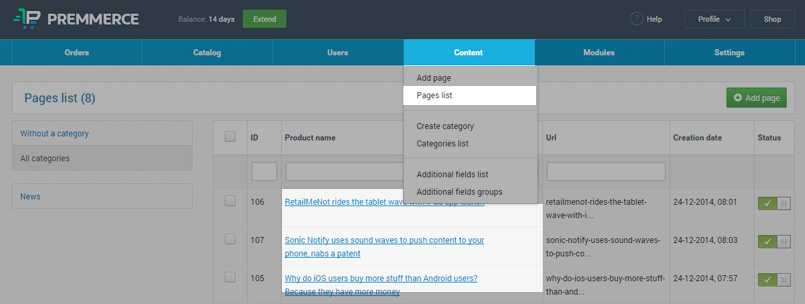 PREMMERCE
Balance: 14 days
Extend
? Help
Profile
Shop
Orders
Catalog
Users
Content
Modules
Settings
Add page
Pages list
Create category
Categories list
Additional fields list
Additional fields groups
Pages list (8)
Add page
Without a category
All categories
News
ID
Product name
Url
Creation date
Status
106
RetailMeNot rides the tablet wave with
retailmenot-rides-the-tablet-
wave-with-i...
24-12-2014, 08:01
107
Sonic Notify uses sound waves to push content to your
phone, nabs a patent
sonic-notify-uses-sound-waves-
to-push-co...
24-12-2014, 08:03
105
Why do iOS users buy more stuff than Android users?
Because they have more money
why-do-ios-users-buy-more-stuff-
than-and...
24-12-2014, 07:57